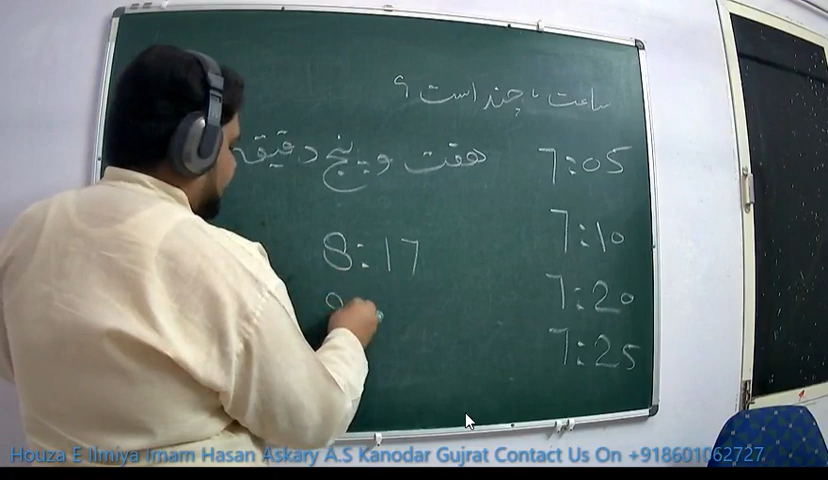 ساعت چند است ؟
7:05 هفت و پنج دقیقه
7:10
8:17
7:20
7:25
Houza E Ilmiya Imam Hasan Askary A.S Kanodar Gujrat Contact Us On +918601062727